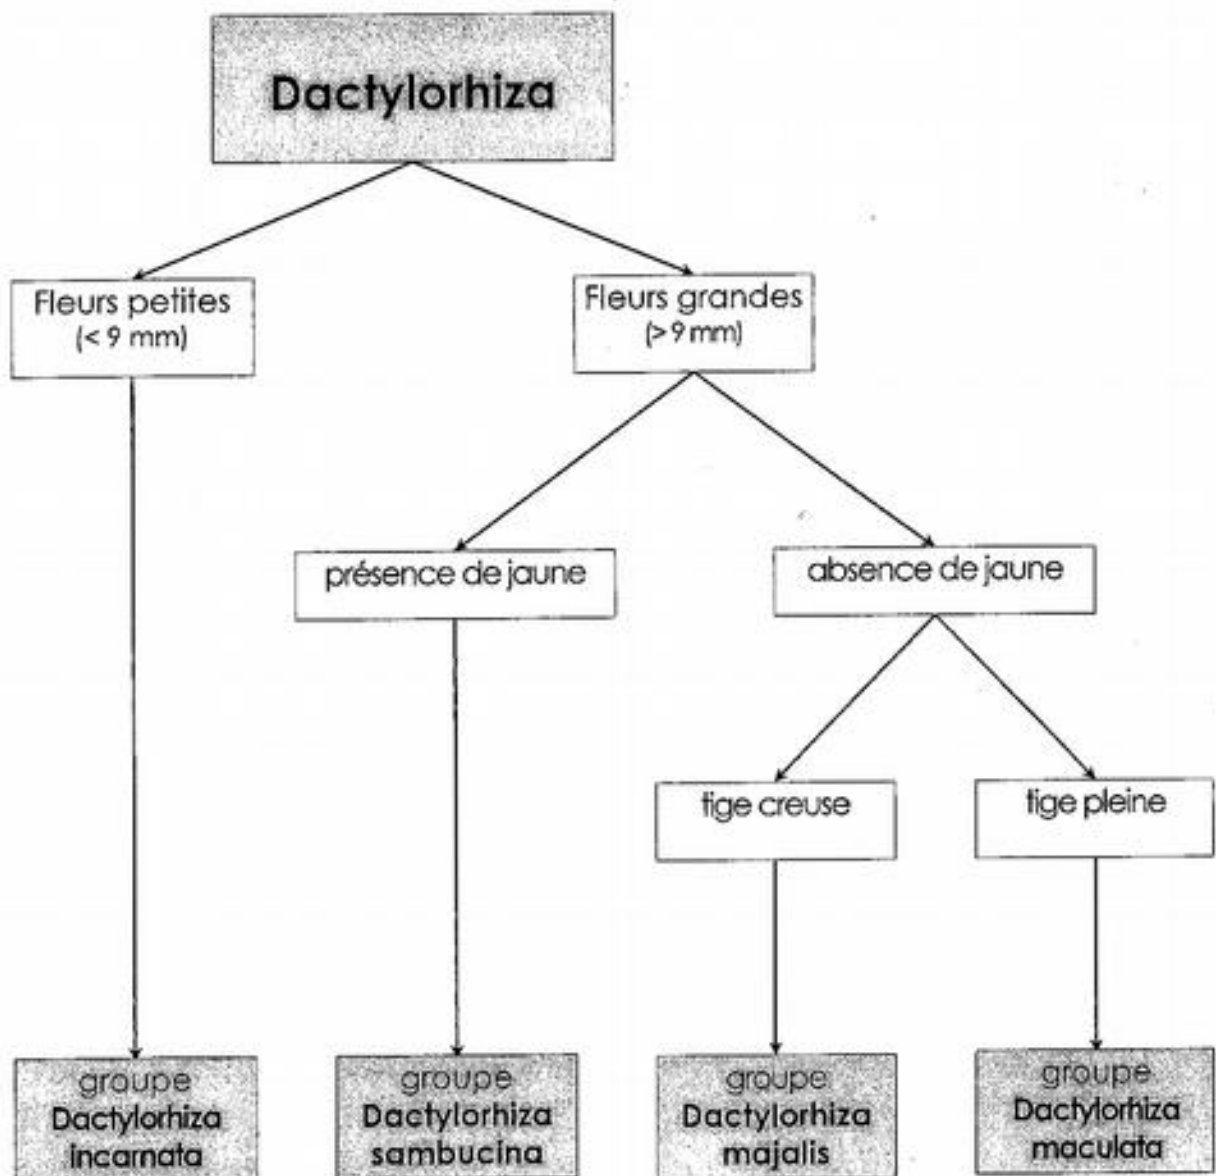 Dactylorhiza
Fleurs petites
(< 9 mm)
Fleurs grandes
(> 9 mm)
présence de jaune
absence de jaune
tige creuse
tige pleine
groupe
Dactylorhiza
incarnata
groupe
Dactylorhiza
sambucina
groupe
Dactylorhiza
majalis
groupe
Dactylorhiza
maculata